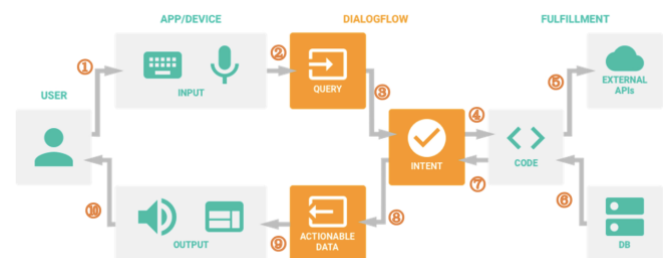 APP/DEVICE
DIALOGFLOW
FULFILLMENT
USER
①
INPUT
②
QUERY
③
INTENT
④
CODE
⑤
EXTERNAL
APIs
⑥
DB
⑦
⑧
ACTIONABLE
DATA
⑨
OUTPUT
⑩